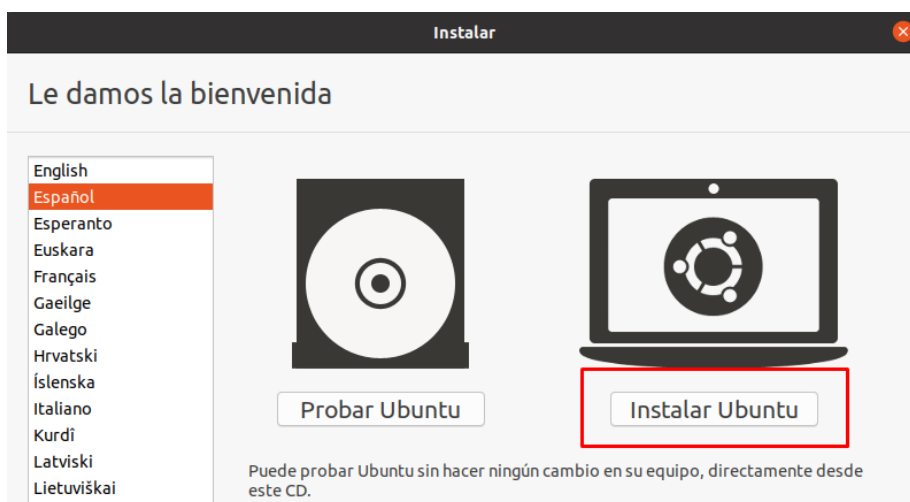 Instalar
Le damos la bienvenida
English
Español
Esperanto
Euskara
Français
Gaeilge
Galego
Hrvatski
Íslenska
Italiano
Kurdî
Latviski
Lietuviškai
Probar Ubuntu
Instalar Ubuntu
Puede probar Ubuntu sin hacer ningún cambio en su equipo, directamente desde
este CD.